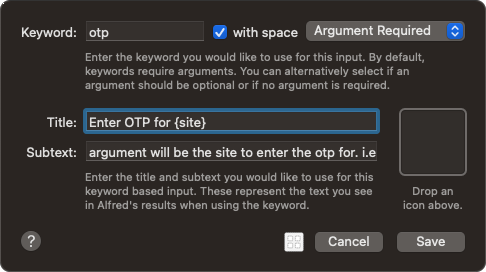 Keyword: otp with space Argument Required
Enter the keyword you would like to use for this input. By default,
keywords require arguments. You can alternatively select if an
argument should be optional or if no argument is required.
Title: Enter OTP for {site}
Subtext: argument will be the site to enter the otp for. i.e
Enter the title and subtext you would like to use for this
keyword based input. These represent the text you see
in Alfred's results when using the keyword.
Drop an
icon above.
? Cancel Save